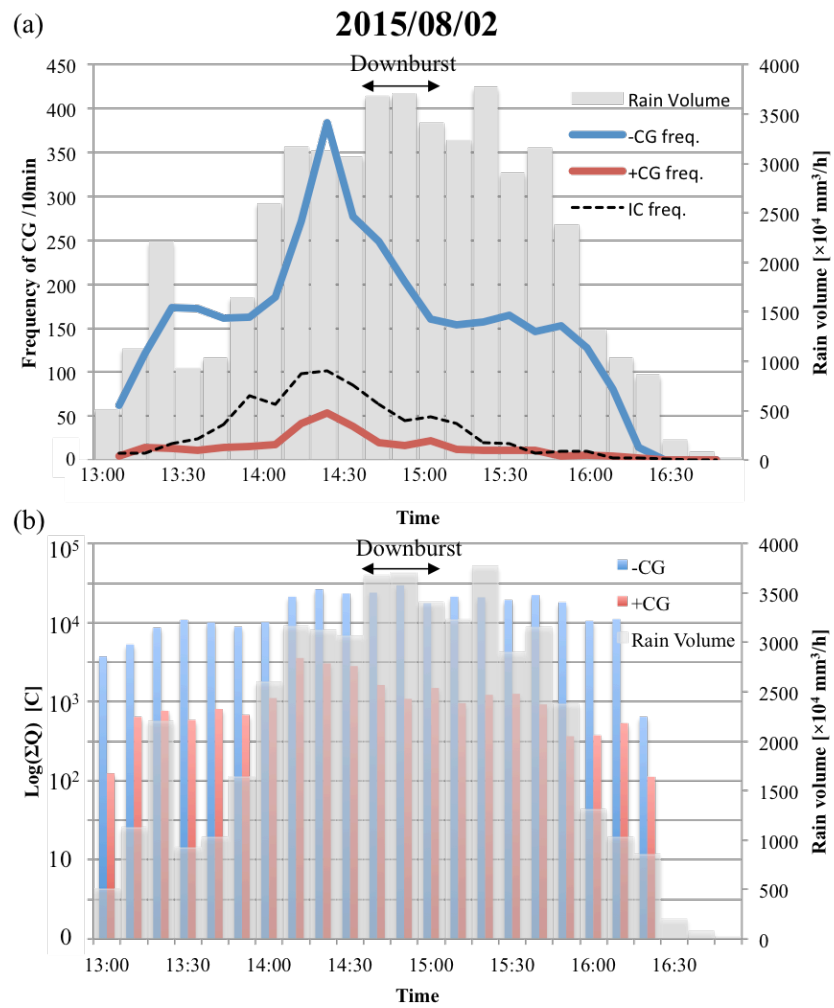 2015/08/02
(a)
Downburst
Frequency of CG /10min
450
400
350
300
250
200
150
100
50
0
Rain Volume
-CG freq.
+CG freq.
IC freq.
4000
3500
3000
2500
2000
1500
1000
500
0
Rain volume [×10⁴ mm³/h]
13:00 13:30 14:00 14:30 15:00 15:30 16:00 16:30
Time
(b)
Downburst
Log(ΣQ) [C]
10⁵
10⁴
10³
10²
10
0
-CG
+CG
Rain Volume
4000
3500
3000
2500
2000
1500
1000
500
0
Rain volume [×10⁴ mm³/h]
13:00 13:30 14:00 14:30 15:00 15:30 16:00 16:30
Time